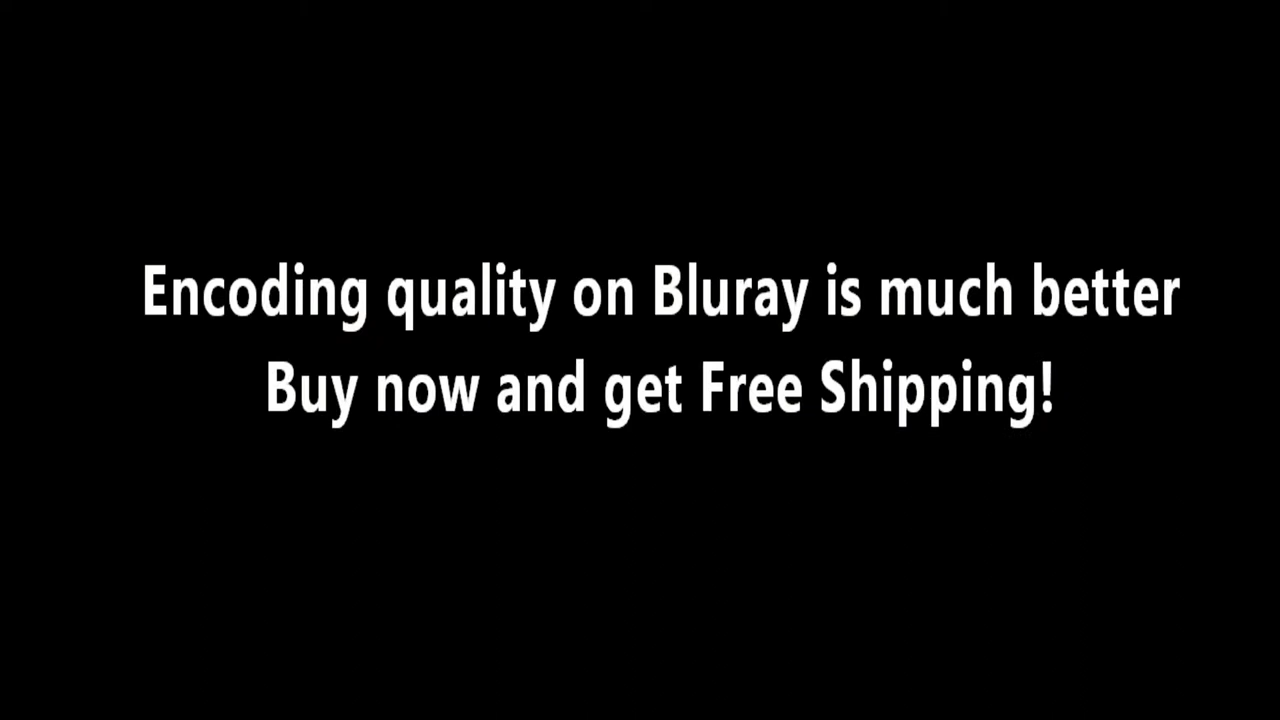 Encoding quality on Bluray is much better
Buy now and get Free Shipping!